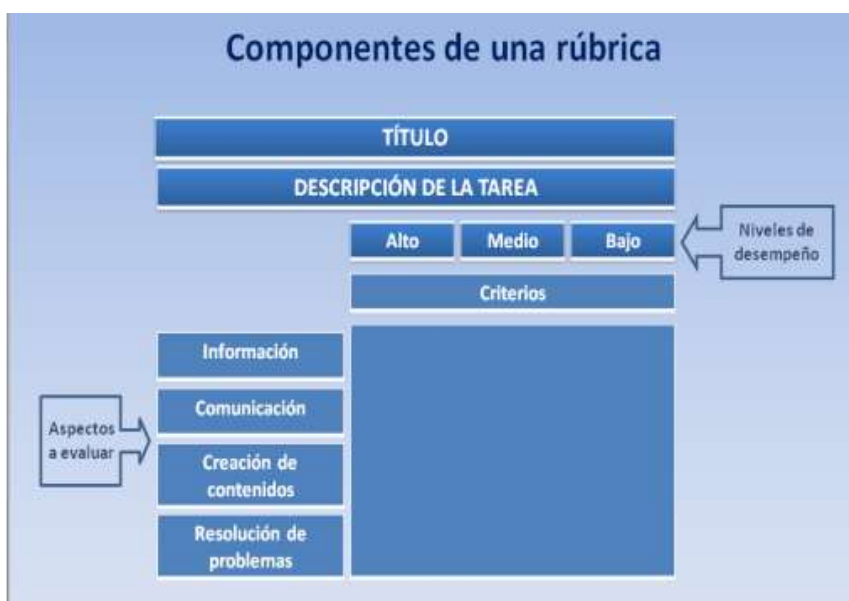 Componentes de una rúbrica
TÍTULO
DESCRIPCIÓN DE LA TAREA
Alto Medio Bajo
Niveles de
desempeño
Criterios
Información
Comunicación
Aspectos
a evaluar
Creación de
contenidos
Resolución de
problemas